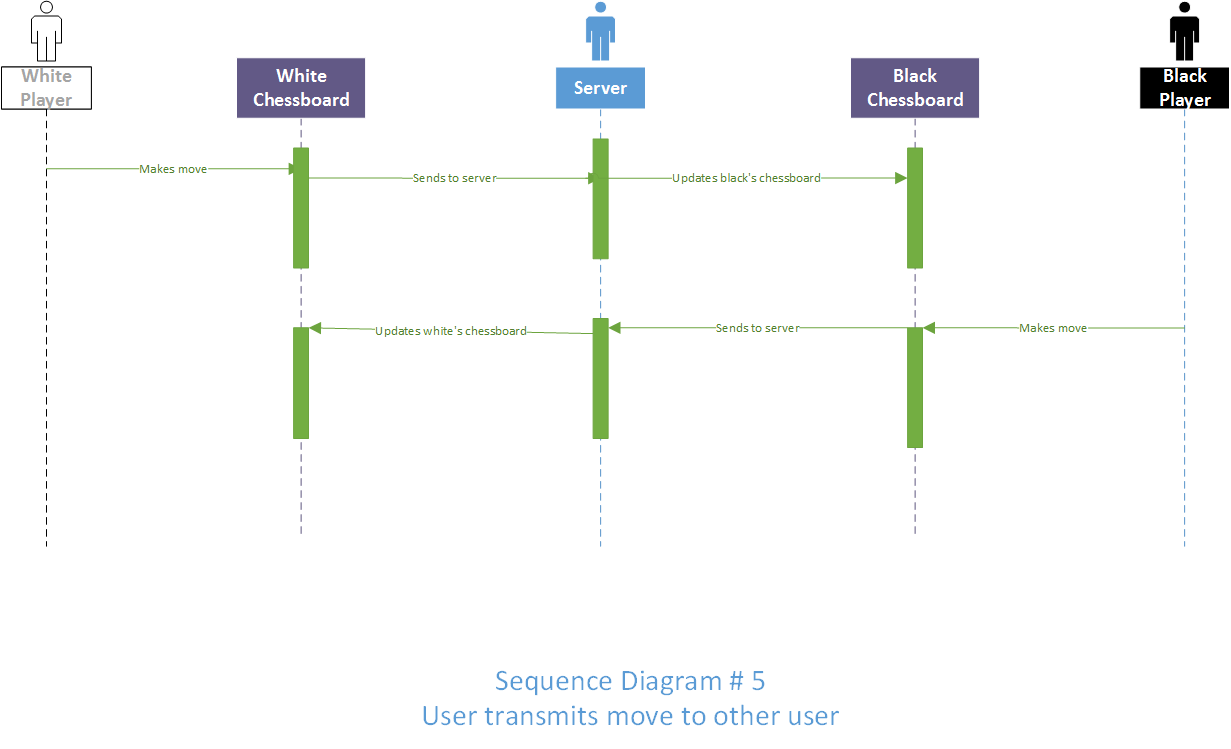 White
Player
White
Chessboard
Server
Black
Chessboard
Black
Player
Makes move
Sends to server
Updates black's chessboard
Updates white's chessboard
Sends to server
Makes move
Sequence Diagram # 5
User transmits move to other user